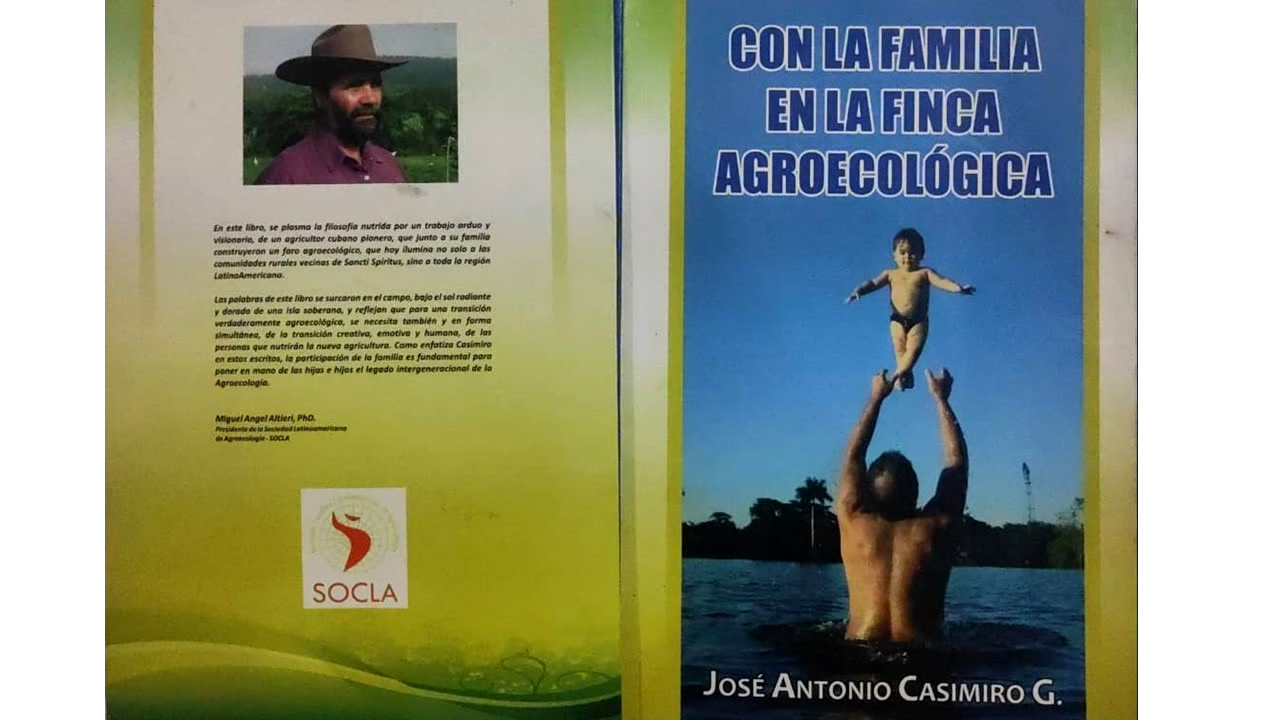 En este libro, se plasma la filosofía nutrida por un trabajo arduo y
visionario, de un agricultor cubano pionero, que junto a su familia
construyeron un faro agroecológico, que hoy ilumina no solo a las
comunidades rurales vecinas de Sancti Spíritus, sino a toda la región
LatinoAmericana.
Las palabras de este libro se surcaron en el campo, bajo el sol radiante
y dorado de una isla soberana, y reflejan que para una transición
verdaderamente agroecológica, se necesita también y en forma
simultánea, de la transición creativa, emotiva y humana, de las
personas que nutrirán la nueva agricultura. Como enfatiza Casimiro
en estos escritos, la participación de la familia es fundamental para
poner en mano de las hijas e hijos el legado intergeneracional de la
Agroecología.
Miguel Angel Altieri, PhD.
Presidente de la Sociedad Latinoamericana
de Agroecología - SOCLA
SOCLA
CON LA FAMILIA
EN LA FINCA
AGROECOLÓGICA
JOSÉ ANTONIO CASIMIRO G.